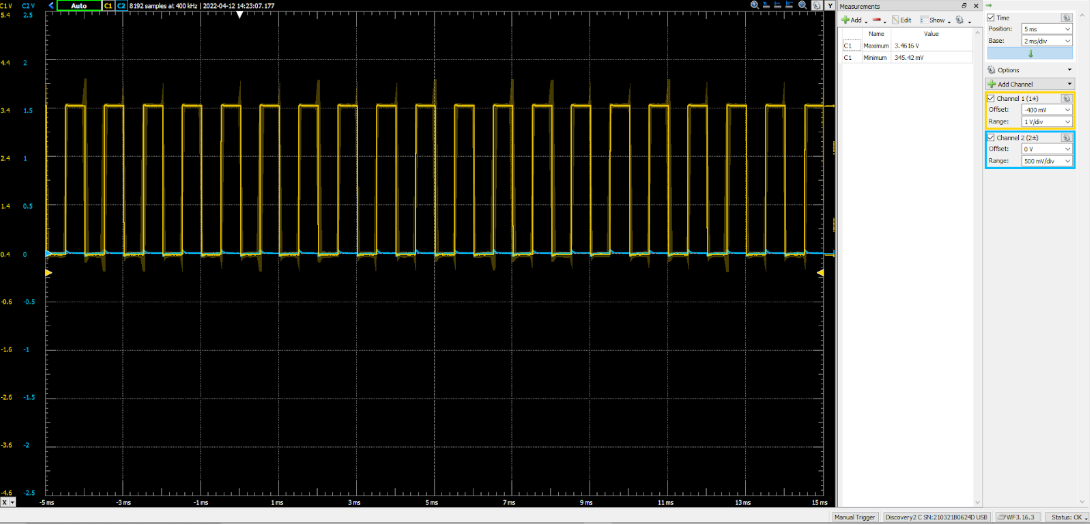 C1 V C2 V Auto C1 C2 8192 samples at 400 kHz | 2022-04-12 14:23:07.177 Y
5.4 2.5
4.4 2
3.4 1.5
2.4 1
1.4 0.5
0.4 0
-0.6 -0.5
-1.6 -1
-2.6 -1.5
-3.6 -2
-4.6 -2.5
X -5 ms -3 ms -1 ms 1 ms 3 ms 5 ms 7 ms 9 ms 11 ms 13 ms 15 ms
Measurements
Add Edit Show
Name Value
C1 Maximum 3.4616 V
C1 Minimum 345.42 mV
Time
Position: 5 ms
Base: 2 ms/div
Options
Add Channel
Channel 1 (1±)
Offset: -400 mV
Range: 1 V/div
Channel 2 (2±)
Offset: 0 V
Range: 500 mV/div
Manual Trigger Discovery2 C SN:210321B0624D USB WF3.16.3 Status: OK